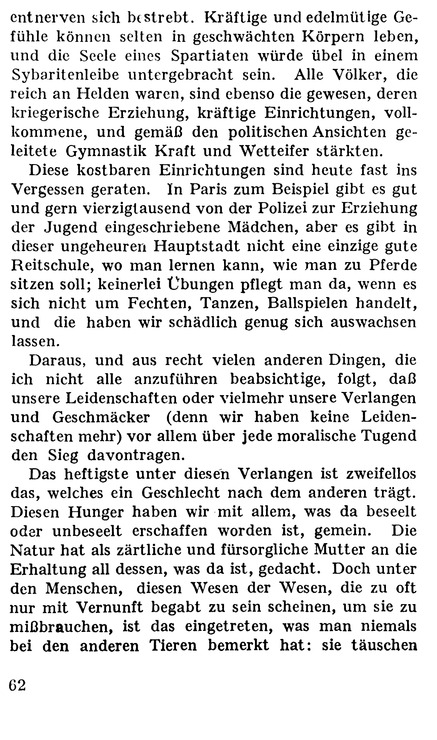 entnerven sich bestrebt. Kräftige und edelmütige Ge-
fühle können selten in geschwächten Körpern leben,
und die Seele eines Spartiaten würde übel in einem
Sybaritenleibe untergebracht sein. Alle Völker, die
reich an Helden waren, sind ebenso die gewesen, deren
kriegerische Erziehung, kräftige Einrichtungen, voll-
kommene, und gemäß den politischen Ansichten ge-
leitete Gymnastik Kraft und Wetteifer stärkten.
Diese kostbaren Einrichtungen sind heute fast ins
Vergessen geraten. In Paris zum Beispiel gibt es gut
und gern vierzigtausend von der Polizei zur Erziehung
der Jugend eingeschriebene Mädchen, aber es gibt in
dieser ungeheuren Hauptstadt nicht eine einzige gute
Reitschule, wo man lernen kann, wie man zu Pferde
sitzen soll; keinerlei Übungen pflegt man da, wenn es
sich nicht um Fechten, Tanzen, Ballspielen handelt,
und die haben wir schädlich genug sich auswachsen
lassen.
Daraus, und aus recht vielen anderen Dingen, die
ich nicht alle anzuführen beabsichtige, folgt, daß
unsere Leidenschaften oder vielmehr unsere Verlangen
und Geschmäcker (denn wir haben keine Leiden-
schaften mehr) vor allem über jede moralische Tugend
den Sieg davontragen.
Das heftigste unter diesen Verlangen ist zweifellos
das, welches ein Geschlecht nach dem anderen trägt.
Diesen Hunger haben wir mit allem, was da beseelt
oder unbeseelt erschaffen worden ist, gemein. Die
Natur hat als zärtliche und fürsorgliche Mutter an die
Erhaltung all dessen, was da ist, gedacht. Doch unter
den Menschen, diesen Wesen der Wesen, die zu oft
nur mit Vernunft begabt zu sein scheinen, um sie zu
mißbrauchen, ist das eingetreten, was man niemals
bei den anderen Tieren bemerkt hat: sie täuschen
62